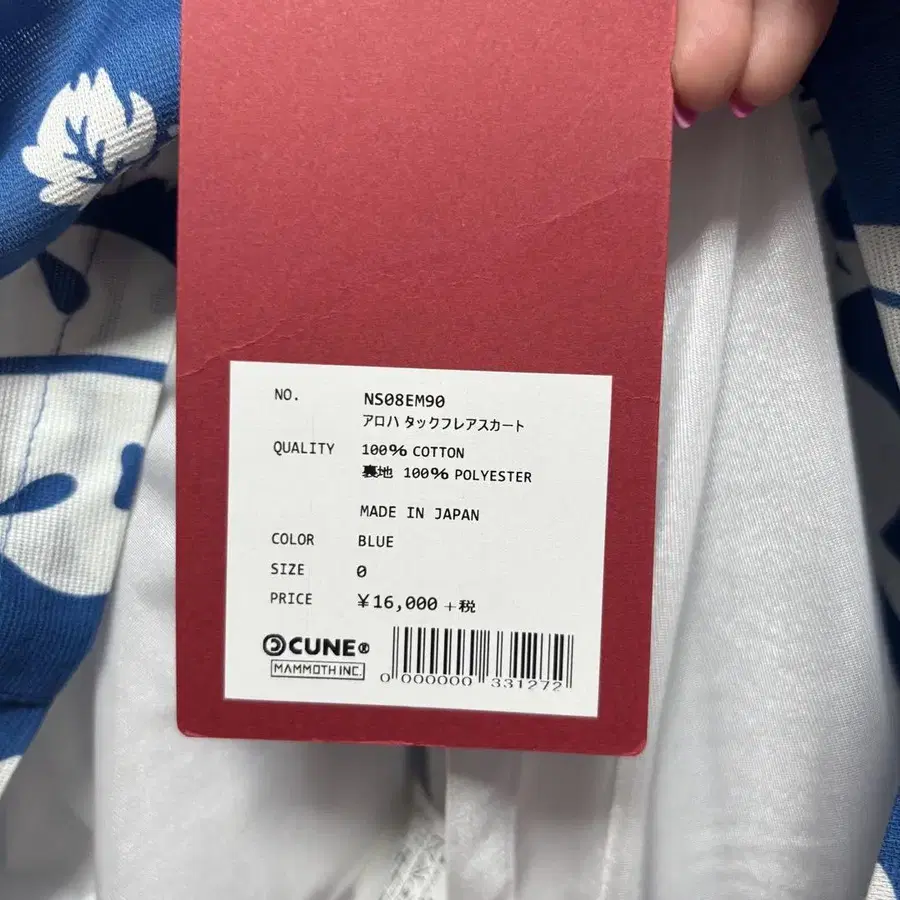 NO. NS08EM90
アロハ タックフレアスカート
QUALITY 100% COTTON
裏地 100% POLYESTER
MADE IN JAPAN
COLOR BLUE
SIZE 0
PRICE ¥16,000 +税
CUNE®
MAMMOTH INC.
0 000000 331272